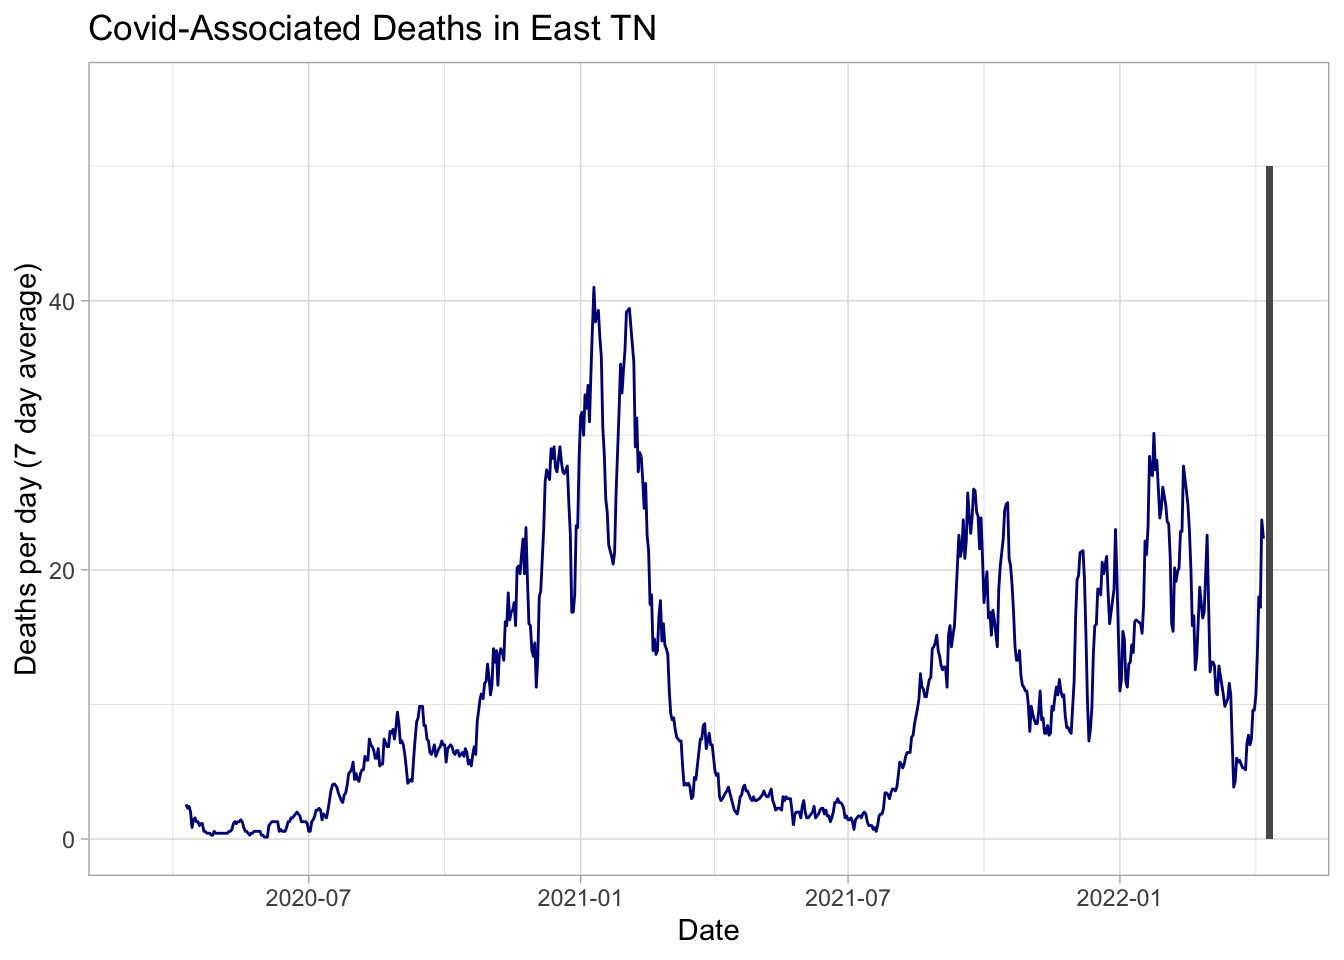 Covid-Associated Deaths in East TN
Deaths per day (7 day average)
40
20
0
2020-07
2021-01
2021-07
2022-01
Date